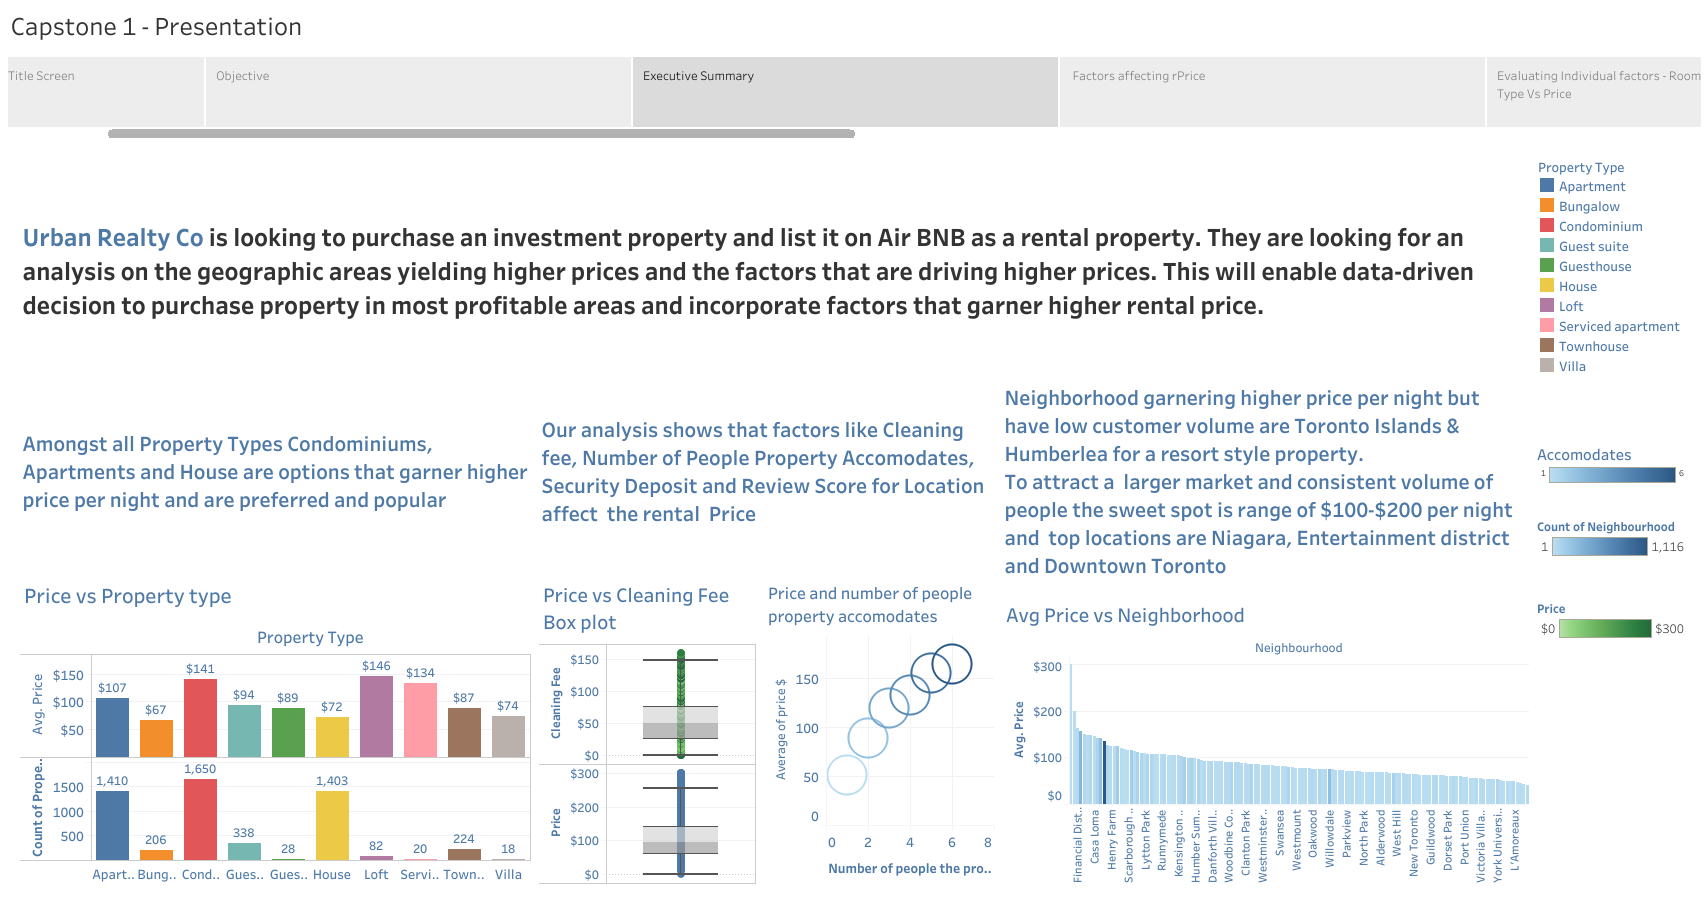 Capstone 1 - Presentation
Title Screen
Objective
Executive Summary
Factors affecting rPrice
Evaluating Individual factors - Room
Type Vs Price
Urban Realty Co is looking to purchase an investment property and list it on Air BNB as a rental property. They are looking for an
analysis on the geographic areas yielding higher prices and the factors that are driving higher prices. This will enable data-driven
decision to purchase property in most profitable areas and incorporate factors that garner higher rental price.
Property Type
Apartment
Bungalow
Condominium
Guest suite
Guesthouse
House
Loft
Serviced apartment
Townhouse
Villa
Amongst all Property Types Condominiums,
Apartments and House are options that garner higher
price per night and are preferred and popular
Our analysis shows that factors like Cleaning
fee, Number of People Property Accomodates,
Security Deposit and Review Score for Location
affect the rental Price
Neighborhood garnering higher price per night but
have low customer volume are Toronto Islands &
Humberlea for a resort style property.
To attract a larger market and consistent volume of
people the sweet spot is range of $100-$200 per night
and top locations are Niagara, Entertainment district
and Downtown Toronto
Accomodates
1 6
Count of Neighbourhood
1 1,116
Price
$0 $300
Price vs Property type
Property Type
Avg. Price
$150
$100
$50
$107
$67
$141
$94
$89
$72
$146
$134
$87
$74
Count of Prope..
1500
1000
500
1,410
206
1,650
338
28
1,403
82
20
224
18
Apart..
Bung..
Cond..
Gues..
Gues..
House
Loft
Servi..
Town..
Villa
Price vs Cleaning Fee
Box plot
Cleaning Fee
$150
$100
$50
$0
Price
$300
$200
$100
$0
Price and number of people
property accomodates
Average of price $
150
100
50
0
0 2 4 6 8
Number of people the pro..
Avg Price vs Neighborhood
Neighbourhood
Avg. Price
$300
$200
$100
$0
Financial Dist..
Casa Loma
Henry Farm
Scarborough ..
Lytton Park
Runnymede
Kensington ..
Humber Sum..
Danforth Vill..
Woodbine Co..
Clanton Park
Westminster..
Swansea
Westmount
Oakwood
Willowdale
Parkview
North Park
Alderwood
West Hill
New Toronto
Guildwood
Dorset Park
Port Union
Victoria Villa..
York Universi..
L'Amoreaux